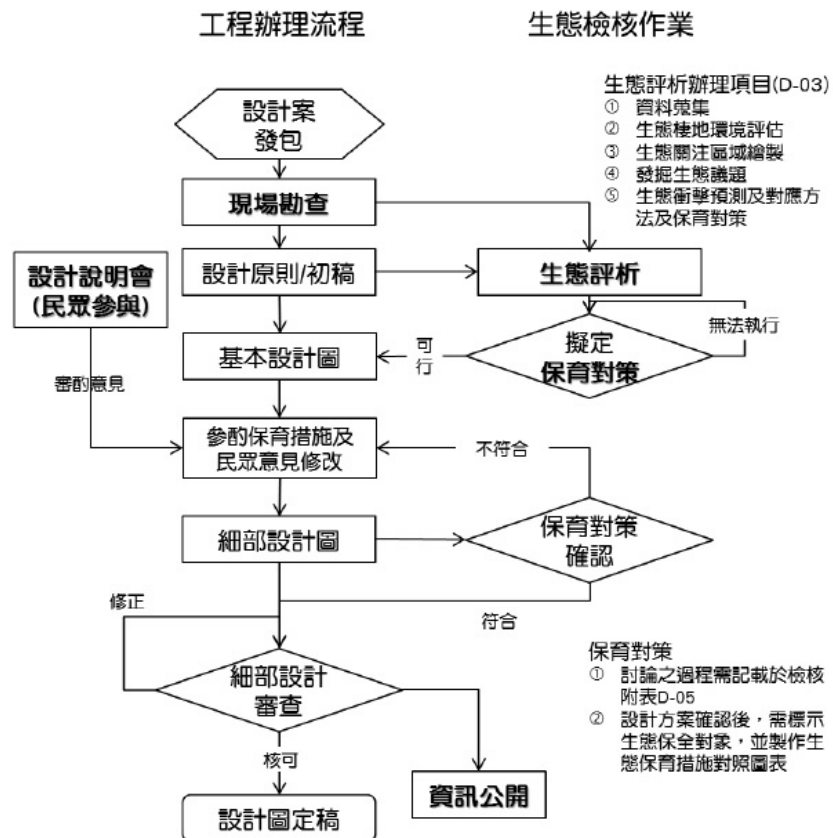 工程辦理流程
生態檢核作業
生態評析辦理項目(D-03)
① 資料蒐集
② 生態棲地環境評估
③ 生態關注區域繪製
④ 發掘生態議題
⑤ 生態衝擊預測及對應方
法及保育對策
設計案
發包
現場勘查
設計說明會
(民眾參與)
設計原則/初稿
生態評析
無法執行
擬定
保育對策
可
行
基本設計圖
審酌意見
參酌保育措施及
民眾意見修改
不符合
細部設計圖
保育對策
確認
修正
符合
細部設計
審查
保育對策
① 討論之過程需記載於檢核
附表D-05
② 設計方案確認後，需標示
生態保全對象，並製作生
態保育措施對照圖表
核可
設計圖定稿
資訊公開